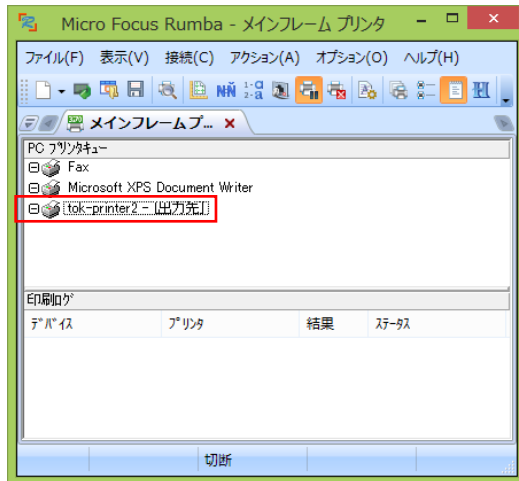 Micro Focus Rumba - メインフレーム プリンタ
ファイル(F) 表示(V) 接続(C) アクション(A) オプション(O) ヘルプ(H)
メインフレームプ...
PC プリンタキュー
Fax
Microsoft XPS Document Writer
tok-printer2 - [出力先]
印刷ログ
デバイス プリンタ 結果 ステータス
切断